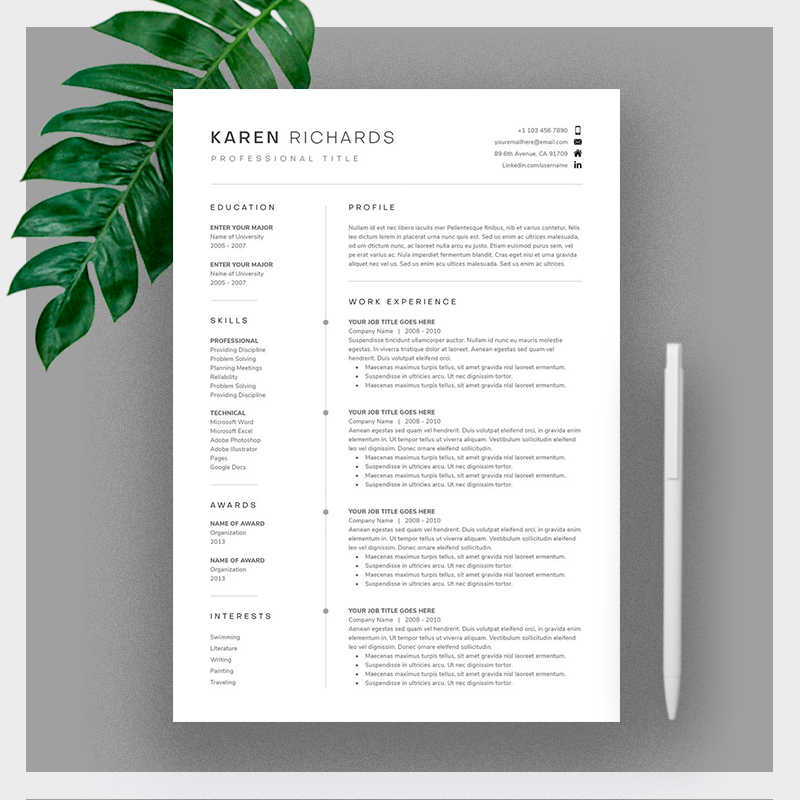 KAREN RICHARDS
PROFESSIONAL TITLE
+1 103 456 7890
youremailhere@email.com
89 6th Avenue, CA 91709
Linkedin.com/username
EDUCATION
ENTER YOUR MAJOR
Name of University
2005 - 2007
ENTER YOUR MAJOR
Name of University
2005 - 2007
SKILLS
PROFESSIONAL
Providing Discipline
Problem Solving
Planning Meetings
Reliability
Problem Solving
Providing Discipline
TECHNICAL
Microsoft Word
Microsoft Excel
Adobe Photoshop
Adobe Illustrator
Pages
Google Docs
AWARDS
NAME OF AWARD
Organization
2013
NAME OF AWARD
Organization
2013
INTERESTS
Swimming
Literature
Writing
Painting
Traveling
PROFILE
Nullam id est nec libero iaculis mer Pellentesque finibus, nib et varius contetur, felis
leo dictum lorem in placerat urna nunc quis est. Sed us enim ac ultrices malesuada,
od um dtictum nunc, ac laoreet nulla arcu eu justo. Etiam euismod purus sem, vel
pe erat varius ac. Nula imperdiet fermentum blandit. Cras eget nisi et urna gravida
aliquet nec vel us. Sed us enim ac ultices malesuada. Sed us enim ac ultrices.
WORK EXPERIENCE
YOUR JOB TITLE GOES HERE
Company Name | 2008 - 2010
Suspendisse tincidunt ullamcorper auctor. Nullam id nunc eu mauris molestie
egestas. In viverra tristique dolor at laoreet. Aenean egestas sed quam vel
hendrerit. Duis volutpat eleifend orci.
• Maecenas maximus turpis tellus, sit amet gravida nisl laoreet ermentum.
• Suspendisse in ultricies arcu. Ut nec dignissim tortor.
• Maecenas maximus turpis tellus, sit amet gravida nisl laoreet ermentum.
YOUR JOB TITLE GOES HERE
Company Name | 2008 - 2010
Aenean egestas sed quam vel hendrerit. Duis volutpat eleifend orci, in gravida enim
elementum in. Ut tempor tellus ut viverra aliquam. Vestibulum sollicitudin eleifend
leo vel dignissim. Donec ornare eleifend sollicitudin.
• Maecenas maximus turpis tellus, sit amet gravida nisl laoreet ermentum.
• Suspendisse in ultricies arcu. Ut nec dignissim tortor.
• Maecenas maximus turpis tellus, sit amet gravida nisl laoreet ermentum.
• Suspendisse in ultricies arcu. Ut nec dignissim tortor.
YOUR JOB TITLE GOES HERE
Company Name | 2008 - 2010
Aenean egestas sed quam vel hendrerit. Duis volutpat eleifend orci, in gravida enim
elementum in. Ut tempor tellus ut viverra aliquam. Vestibulum sollicitudin eleifend
leo vel dignissim. Donec ornare eleifend sollicitudin.
• Maecenas maximus turpis tellus, sit amet gravida nisl laoreet ermentum.
• Suspendisse in ultricies arcu. Ut nec dignissim tortor.
• Maecenas maximus turpis tellus, sit amet gravida nisl laoreet ermentum.
• Suspendisse in ultricies arcu. Ut nec dignissim tortor.
YOUR JOB TITLE GOES HERE
Company Name | 2008 - 2010
Aenean egestas sed quam vel hendrerit. Duis volutpat eleifend orci, in gravida enim
elementum in. Ut tempor tellus ut viverra aliquam. Vestibulum sollicitudin eleifend
leo vel dignissim. Donec ornare eleifend sollicitudin.
• Maecenas maximus turpis tellus, sit amet gravida nisl laoreet ermentum.
• Suspendisse in ultricies arcu. Ut nec dignissim tortor.
• Maecenas maximus turpis tellus, sit amet gravida nisl laoreet ermentum.
• Suspendisse in ultricies arcu. Ut nec dignissim tortor.